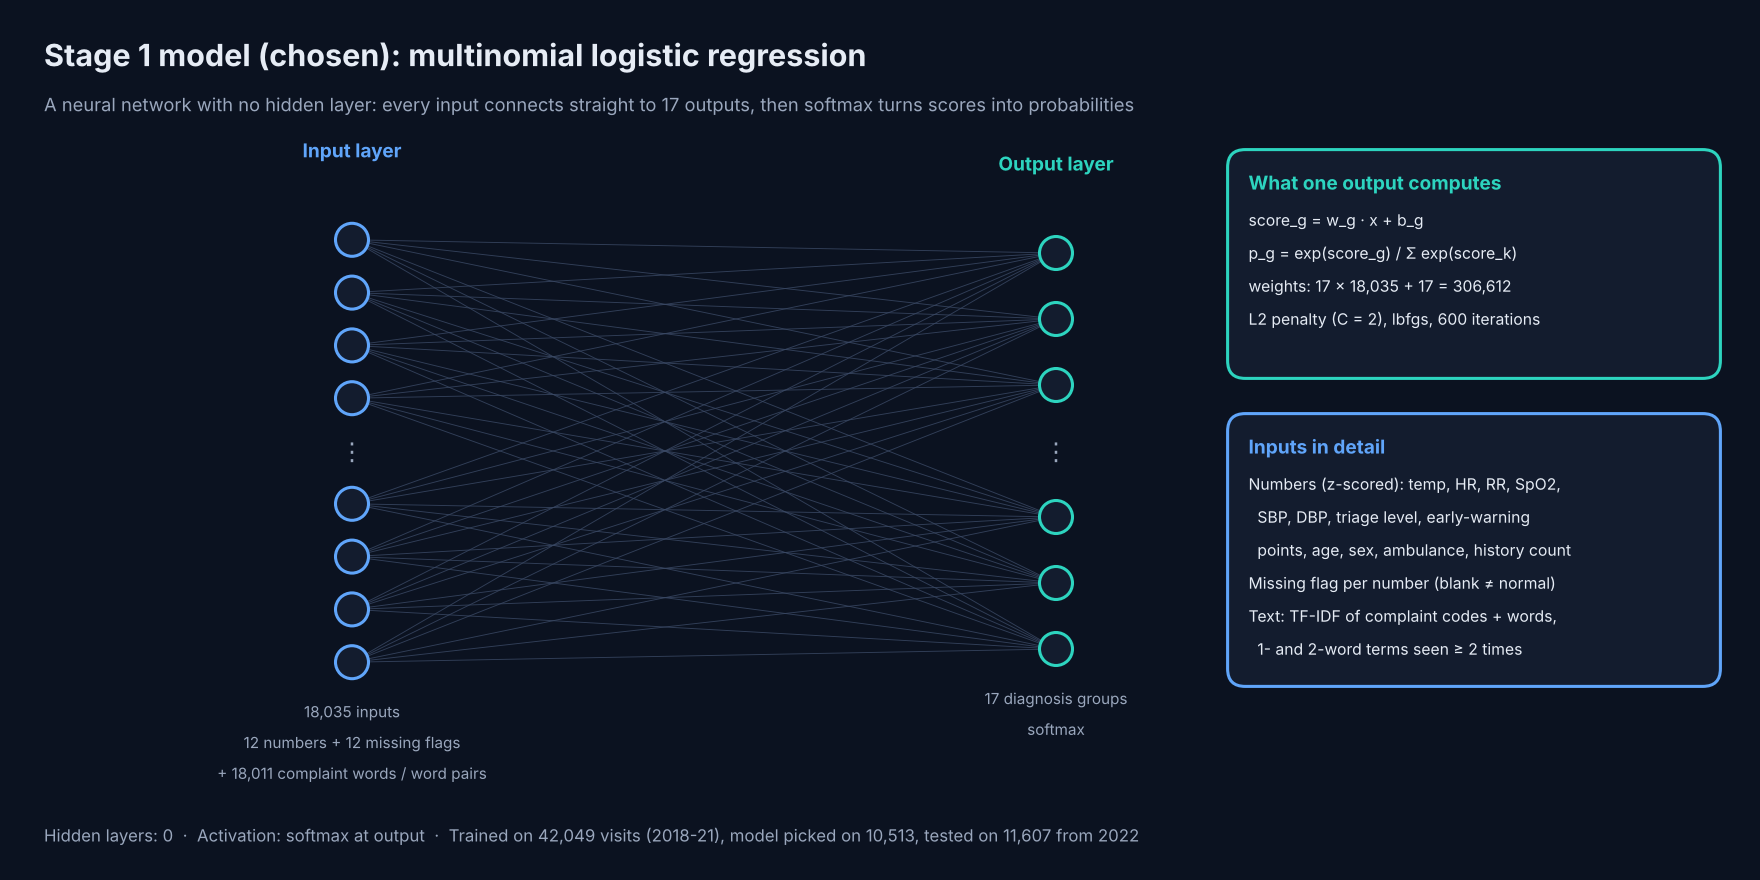 Stage 1 model (chosen): multinomial logistic regression
A neural network with no hidden layer: every input connects straight to 17 outputs, then softmax turns scores into probabilities
Input layer
Output layer
⋮
⋮
18,035 inputs
12 numbers + 12 missing flags
+ 18,011 complaint words / word pairs
17 diagnosis groups
softmax
What one output computes
score_g = w_g · x + b_g
p_g = exp(score_g) / Σ exp(score_k)
weights: 17 × 18,035 + 17 = 306,612
L2 penalty (C = 2), lbfgs, 600 iterations
Inputs in detail
Numbers (z-scored): temp, HR, RR, SpO2,
SBP, DBP, triage level, early-warning
points, age, sex, ambulance, history count
Missing flag per number (blank ≠ normal)
Text: TF-IDF of complaint codes + words,
1- and 2-word terms seen ≥ 2 times
Hidden layers: 0 · Activation: softmax at output · Trained on 42,049 visits (2018-21), model picked on 10,513, tested on 11,607 from 2022